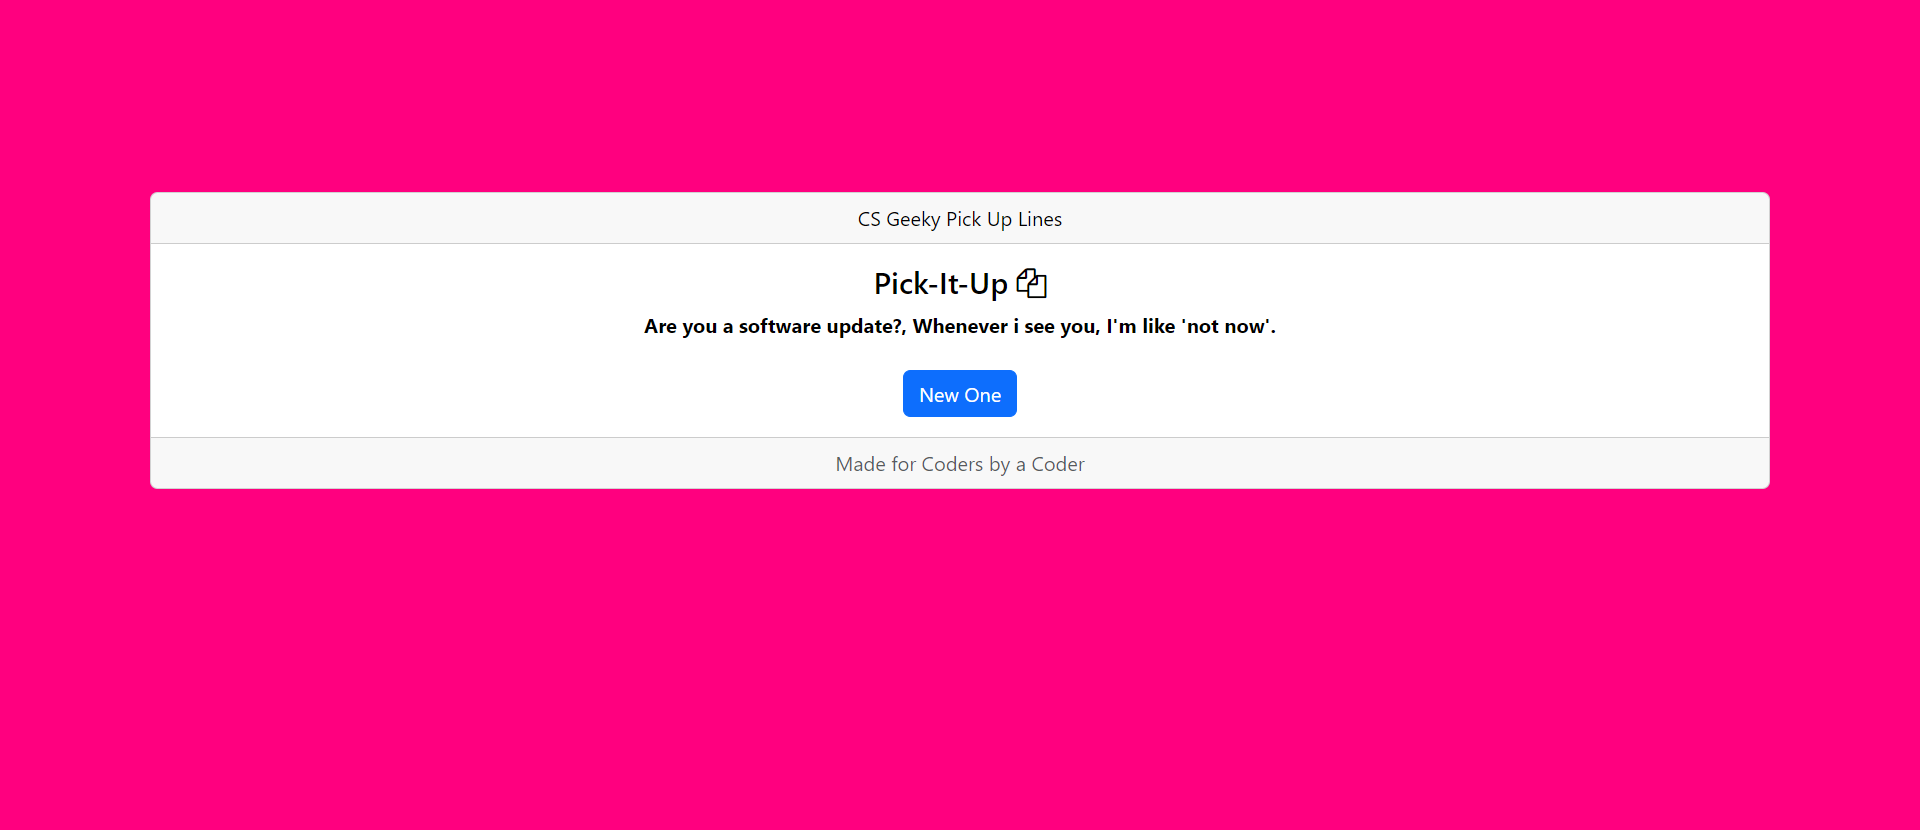 CS Geeky Pick Up Lines
Pick-It-Up
Are you a software update?, Whenever i see you, I'm like 'not now'.
New One
Made for Coders by a Coder